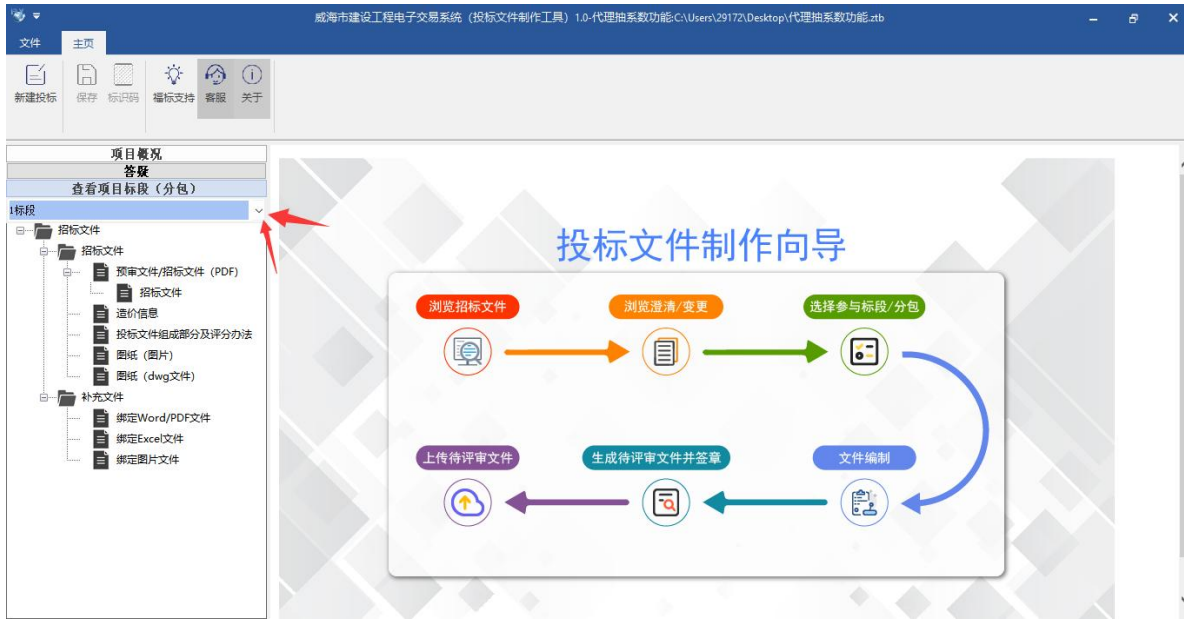 威海市建设工程电子交易系统（投标文件制作工具）1.0-代理抽系数功能:C:\Users\29172\Desktop\代理抽系数功能.ztb
文件 主页
新建投标 保存 标识码 福标支持 客服 关于
项目概况
答疑
查看项目标段（分包）
1标段
招标文件
招标文件
预审文件/招标文件（PDF）
招标文件
造价信息
投标文件组成部分及评分办法
图纸（图片）
图纸（dwg文件）
补充文件
绑定Word/PDF文件
绑定Excel文件
绑定图片文件
投标文件制作向导
浏览招标文件 浏览澄清/变更 选择参与标段/分包
上传待评审文件 生成待评审文件并签章 文件编制